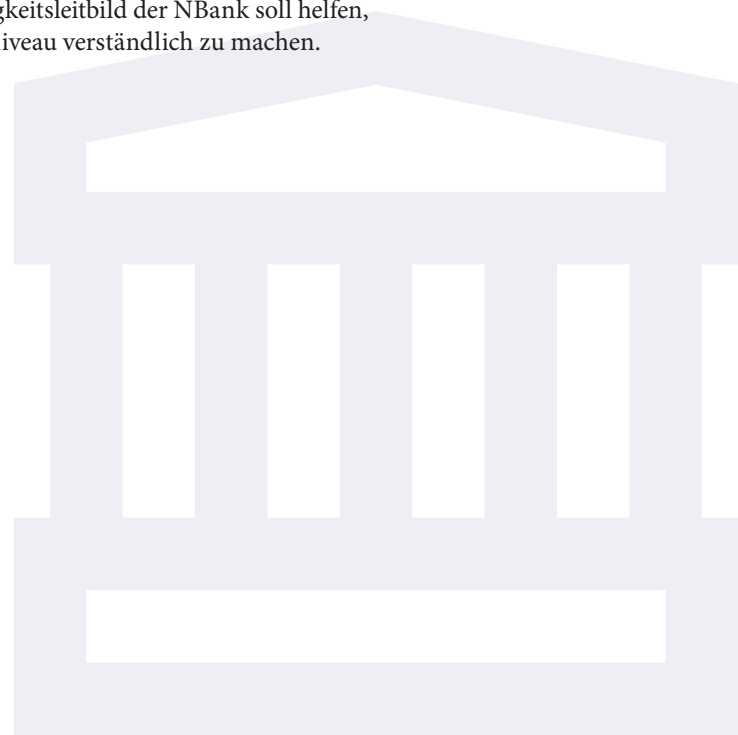 gkeitsleitbild der NBank soll helfen,
iveau verständlich zu machen.